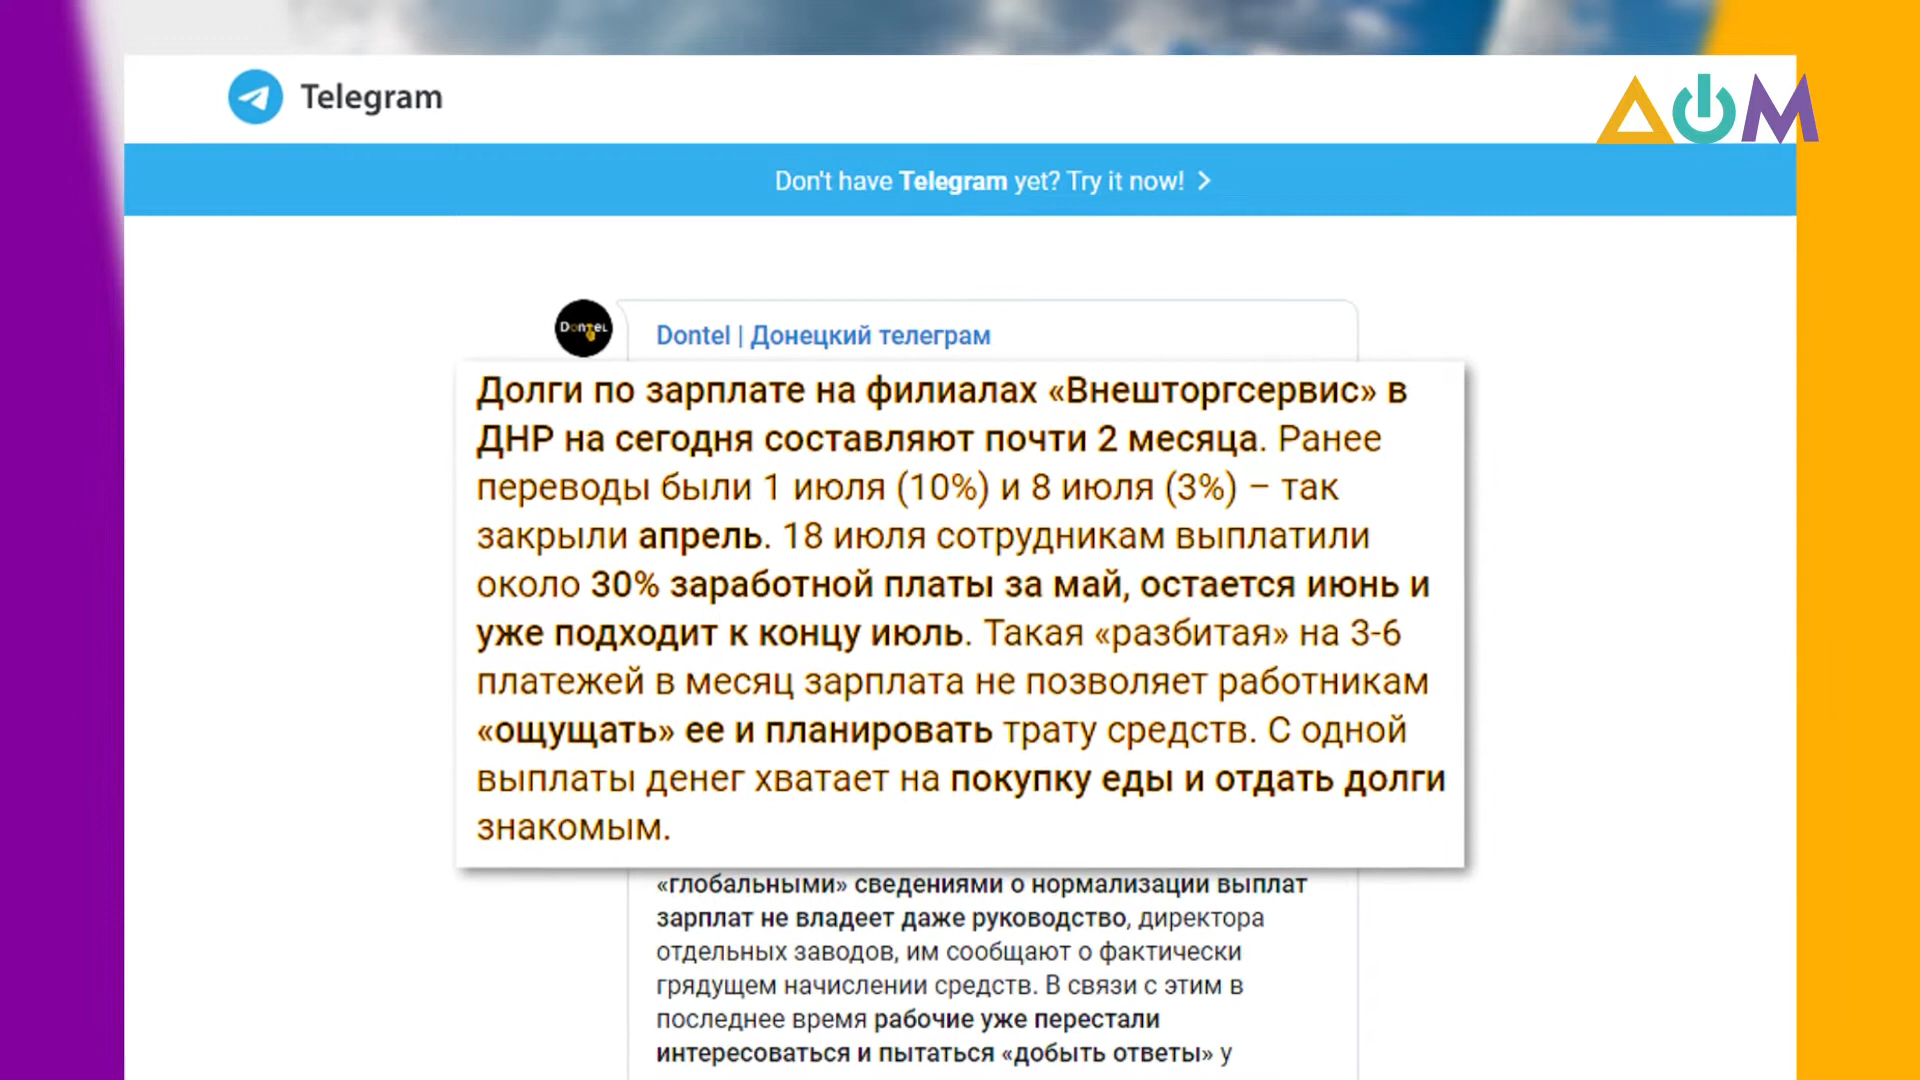 Telegram
ДОМ
Don't have Telegram yet? Try it now!
Dontel
Dontel | Донецкий телеграм
Долги по зарплате на филиалах «Внешторгсервис» в
ДНР на сегодня составляют почти 2 месяца. Ранее
переводы были 1 июля (10%) и 8 июля (3%) – так
закрыли апрель. 18 июля сотрудникам выплатили
около 30% заработной платы за май, остается июнь и
уже подходит к концу июль. Такая «разбитая» на 3-6
платежей в месяц зарплата не позволяет работникам
«ощущать» ее и планировать трату средств. С одной
выплаты денег хватает на покупку еды и отдать долги
знакомым.
«глобальными» сведениями о нормализации выплат
зарплат не владеет даже руководство, директора
отдельных заводов, им сообщают о фактически
грядущем начислении средств. В связи с этим в
последнее время рабочие уже перестали
интересоваться и пытаться «добыть ответы» у